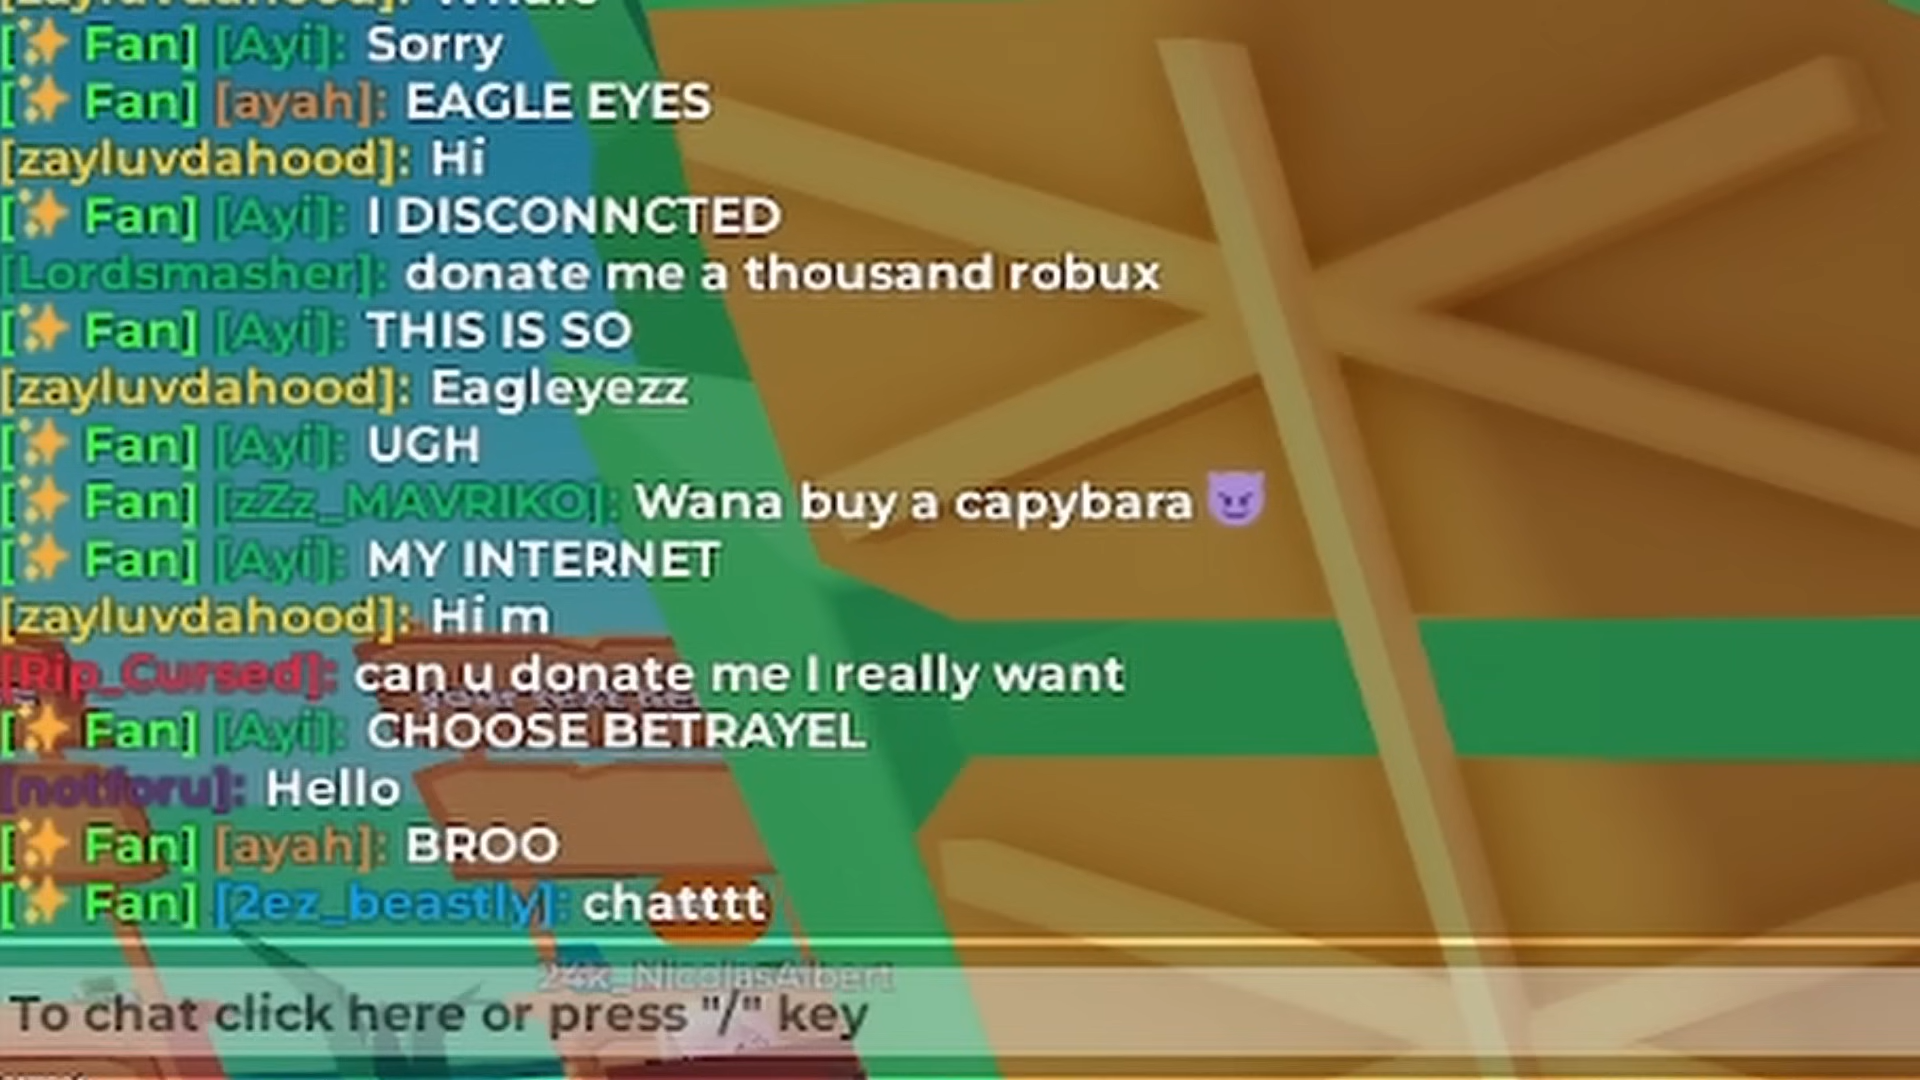 [zayluvdahood]:
[✨ Fan] [Ayi]: Sorry
[✨ Fan] [ayah]: EAGLE EYES
[zayluvdahood]: Hi
[✨ Fan] [Ayi]: I DISCONNCTED
[Lordsmasher]: donate me a thousand robux
[✨ Fan] [Ayi]: THIS IS SO
[zayluvdahood]: Eagleyezz
[✨ Fan] [Ayi]: UGH
[✨ Fan] [zZz_MAVRIKO]: Wana buy a capybara 😈
[✨ Fan] [Ayi]: MY INTERNET
[zayluvdahood]: Hi m
[Rip_Cursed]: can u donate me I really want
[✨ Fan] [Ayi]: CHOOSE BETRAYEL
[notforu]: Hello
[✨ Fan] [ayah]: BROO
[✨ Fan] [2ez_beastly]: chatttt
24k_NicolasAlbert
To chat click here or press "/" key